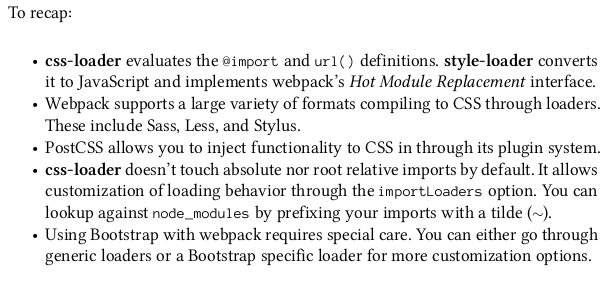 To recap:
• css-loader evaluates the @import and url() definitions. style-loader converts
it to JavaScript and implements webpack's Hot Module Replacement interface.
• Webpack supports a large variety of formats compiling to CSS through loaders.
These include Sass, Less, and Stylus.
• PostCSS allows you to inject functionality to CSS in through its plugin system.
• css-loader doesn't touch absolute nor root relative imports by default. It allows
customization of loading behavior through the importLoaders option. You can
lookup against node_modules by prefixing your imports with a tilde (~).
• Using Bootstrap with webpack requires special care. You can either go through
generic loaders or a Bootstrap specific loader for more customization options.